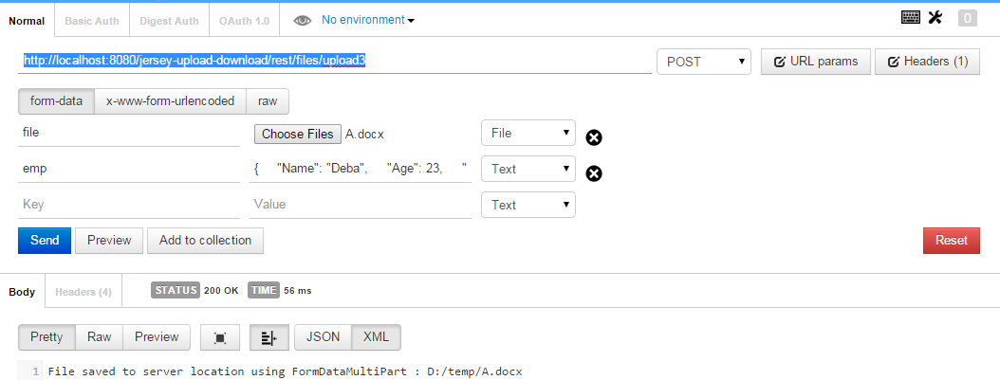 Normal Basic Auth Digest Auth OAuth 1.0 No environment 0
http://localhost:8080/jersey-upload-download/rest/files/upload3 POST URL params Headers (1)
form-data x-www-form-urlencoded raw
file Choose Files A.docx File
emp { "Name": "Deba", "Age": 23, " Text
Key Value Text
Send Preview Add to collection Reset
Body Headers (4) STATUS 200 OK TIME 56 ms
Pretty Raw Preview JSON XML
1 File saved to server location using FormDataMultiPart : D:/temp/A.docx